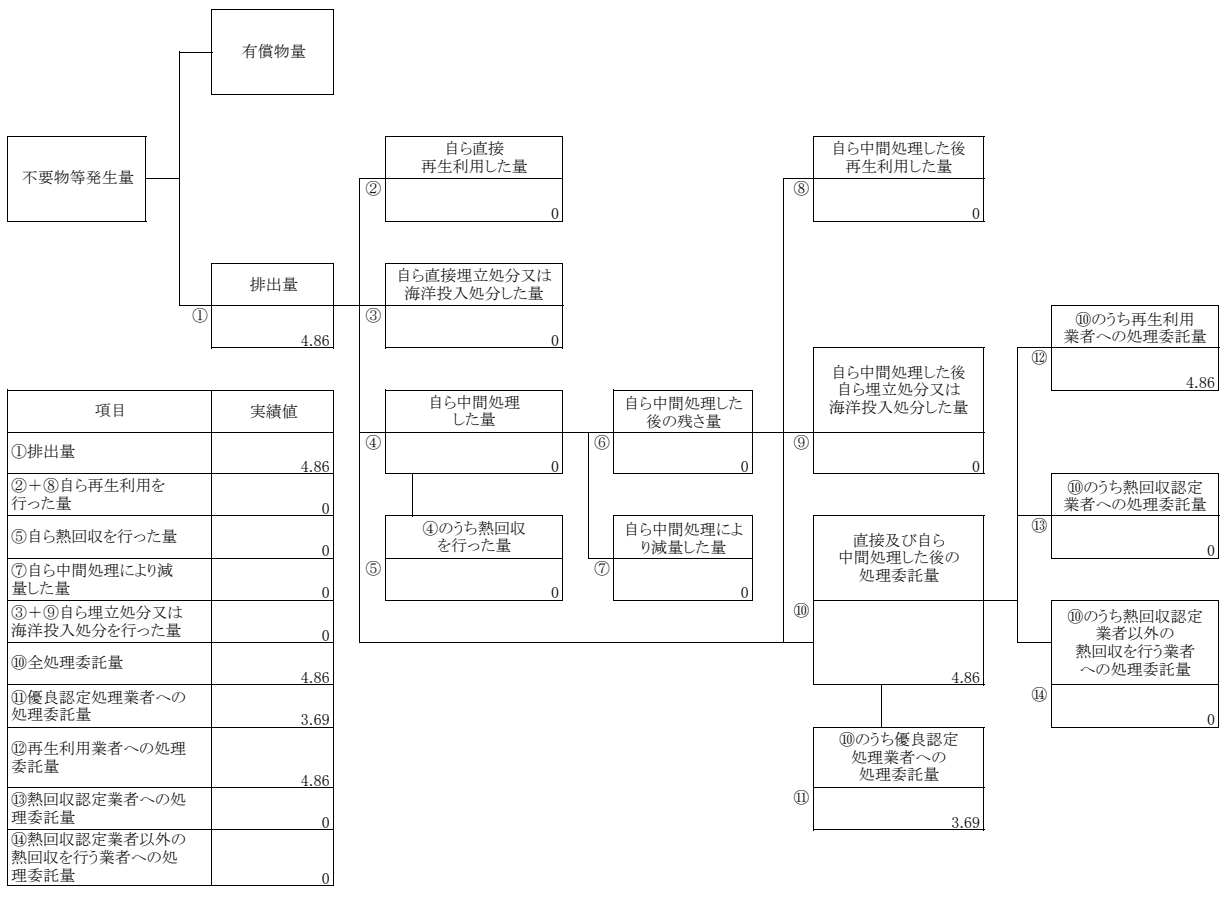 有償物量
不要物等発生量
排出量
①
4.86
自ら直接
再生利用した量
②
0
自ら直接埋立処分又は
海洋投入処分した量
③
0
自ら中間処理
した量
④
0
④のうち熱回収
を行った量
⑤
0
自ら中間処理した
後の残さ量
⑥
0
自ら中間処理によ
り減量した量
⑦
0
自ら中間処理した後
再生利用した量
⑧
0
自ら中間処理した後
自ら埋立処分又は
海洋投入処分した量
⑨
0
直接及び自ら
中間処理した後の
処理委託量
⑩
4.86
⑩のうち優良認定
処理業者への
処理委託量
⑪
3.69
⑩のうち再生利用
業者への処理委託量
⑫
4.86
⑩のうち熱回収認定
業者への処理委託量
⑬
0
⑩のうち熱回収認定
業者以外の
熱回収を行う業者
への処理委託量
⑭
0
項目 実績値
①排出量
4.86
②+⑧自ら再生利用を
行った量
0
⑤自ら熱回収を行った量
0
⑦自ら中間処理により減
量した量
0
③+⑨自ら埋立処分又は
海洋投入処分を行った量
0
⑩全処理委託量
4.86
⑪優良認定処理業者への
処理委託量
3.69
⑫再生利用業者への処理
委託量
4.86
⑬熱回収認定業者への処
理委託量
0
⑭熱回収認定業者以外の
熱回収を行う業者への処
理委託量
0